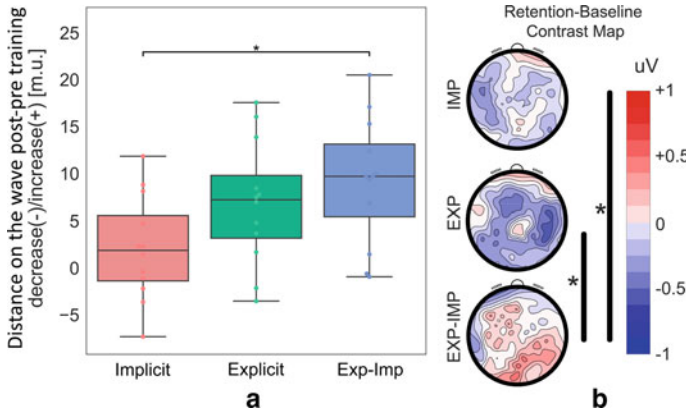 Distance on the wave post-pre training
decrease(-)/increase(+) [m.u.]
25
20
15
10
5
0
−5
*
Implicit
Explicit
Exp-Imp
a
Retention-Baseline
Contrast Map
IMP
EXP
EXP-IMP
*
*
uV
+1
+0.5
0
-0.5
-1
b